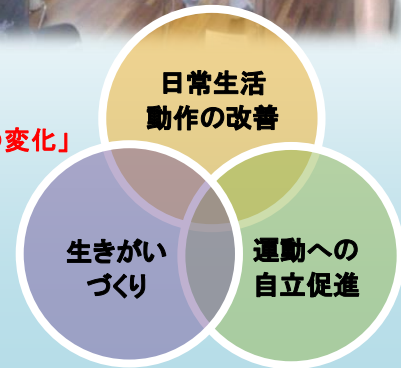 日常生活
動作の改善
の変化」
生きがい
づくり
運動への
自立促進